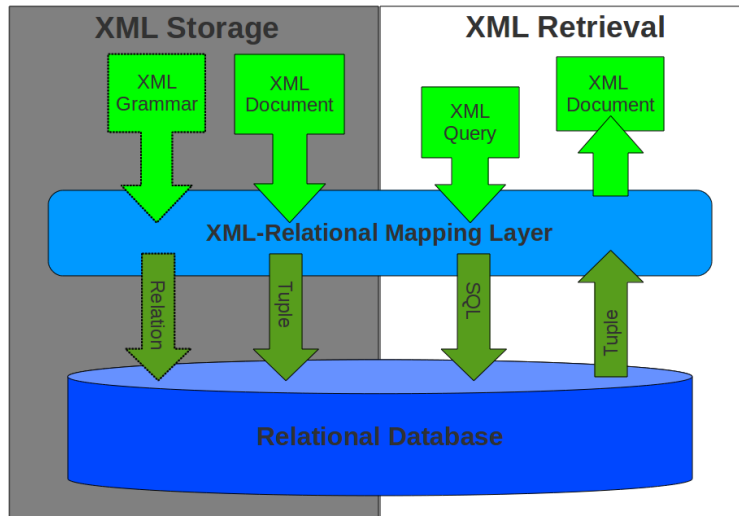 XML Storage
XML Retrieval
XML
Grammar
XML
Document
XML
Query
XML
Document
XML-Relational Mapping Layer
Relation
Tuple
SQL
Tuple
Relational Database